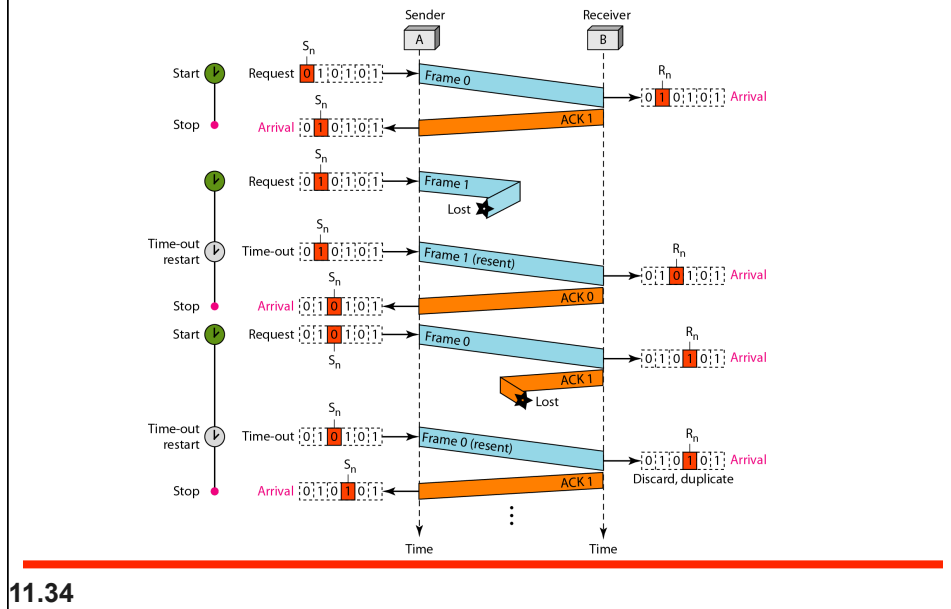 Sender Receiver
A B
Sn
Start Request 0 1 0 1 0 1 Frame 0
Rn
0 1 0 1 0 1 Arrival
Sn
Stop Arrival 0 1 0 1 0 1 ACK 1
Sn
Request 0 1 0 1 0 1 Frame 1
Lost
Sn
Time-out
restart
Time-out 0 1 0 1 0 1 Frame 1 (resent)
Rn
0 1 0 1 0 1 Arrival
Stop Arrival 0 1 0 1 0 1 ACK 0
Start Request 0 1 0 1 0 1 Frame 0
Sn
Rn
0 1 0 1 0 1 Arrival
ACK 1
Lost
Sn
Time-out
restart
Time-out 0 1 0 1 0 1 Frame 0 (resent)
Rn
0 1 0 1 0 1 Arrival
Discard, duplicate
Sn
Stop Arrival 0 1 0 1 0 1 ACK 1
Time Time
11.34